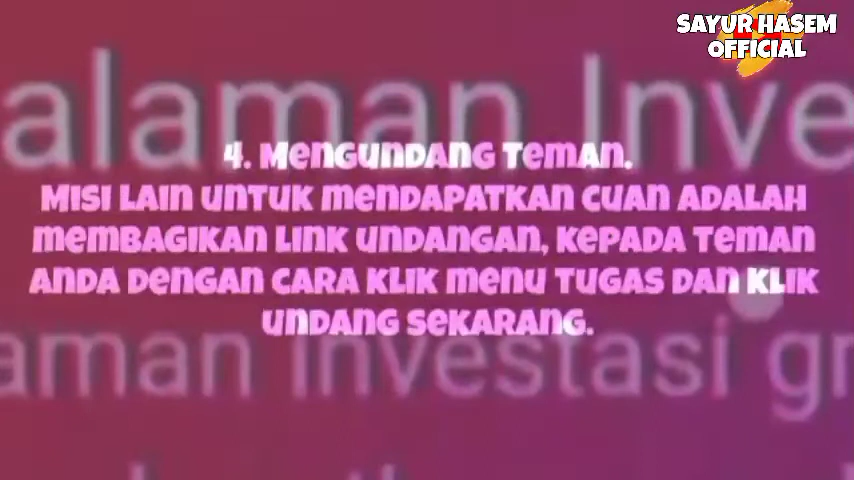 SAYUR HASEM
OFFICIAL
alaman Inve
4. Mengundang Teman.
Misi lain untuk mendapatkan cuan adalah
membagikan link undangan, kepada teman
anda dengan cara klik menu tugas dan klik
undang sekarang.
aman investasi gr